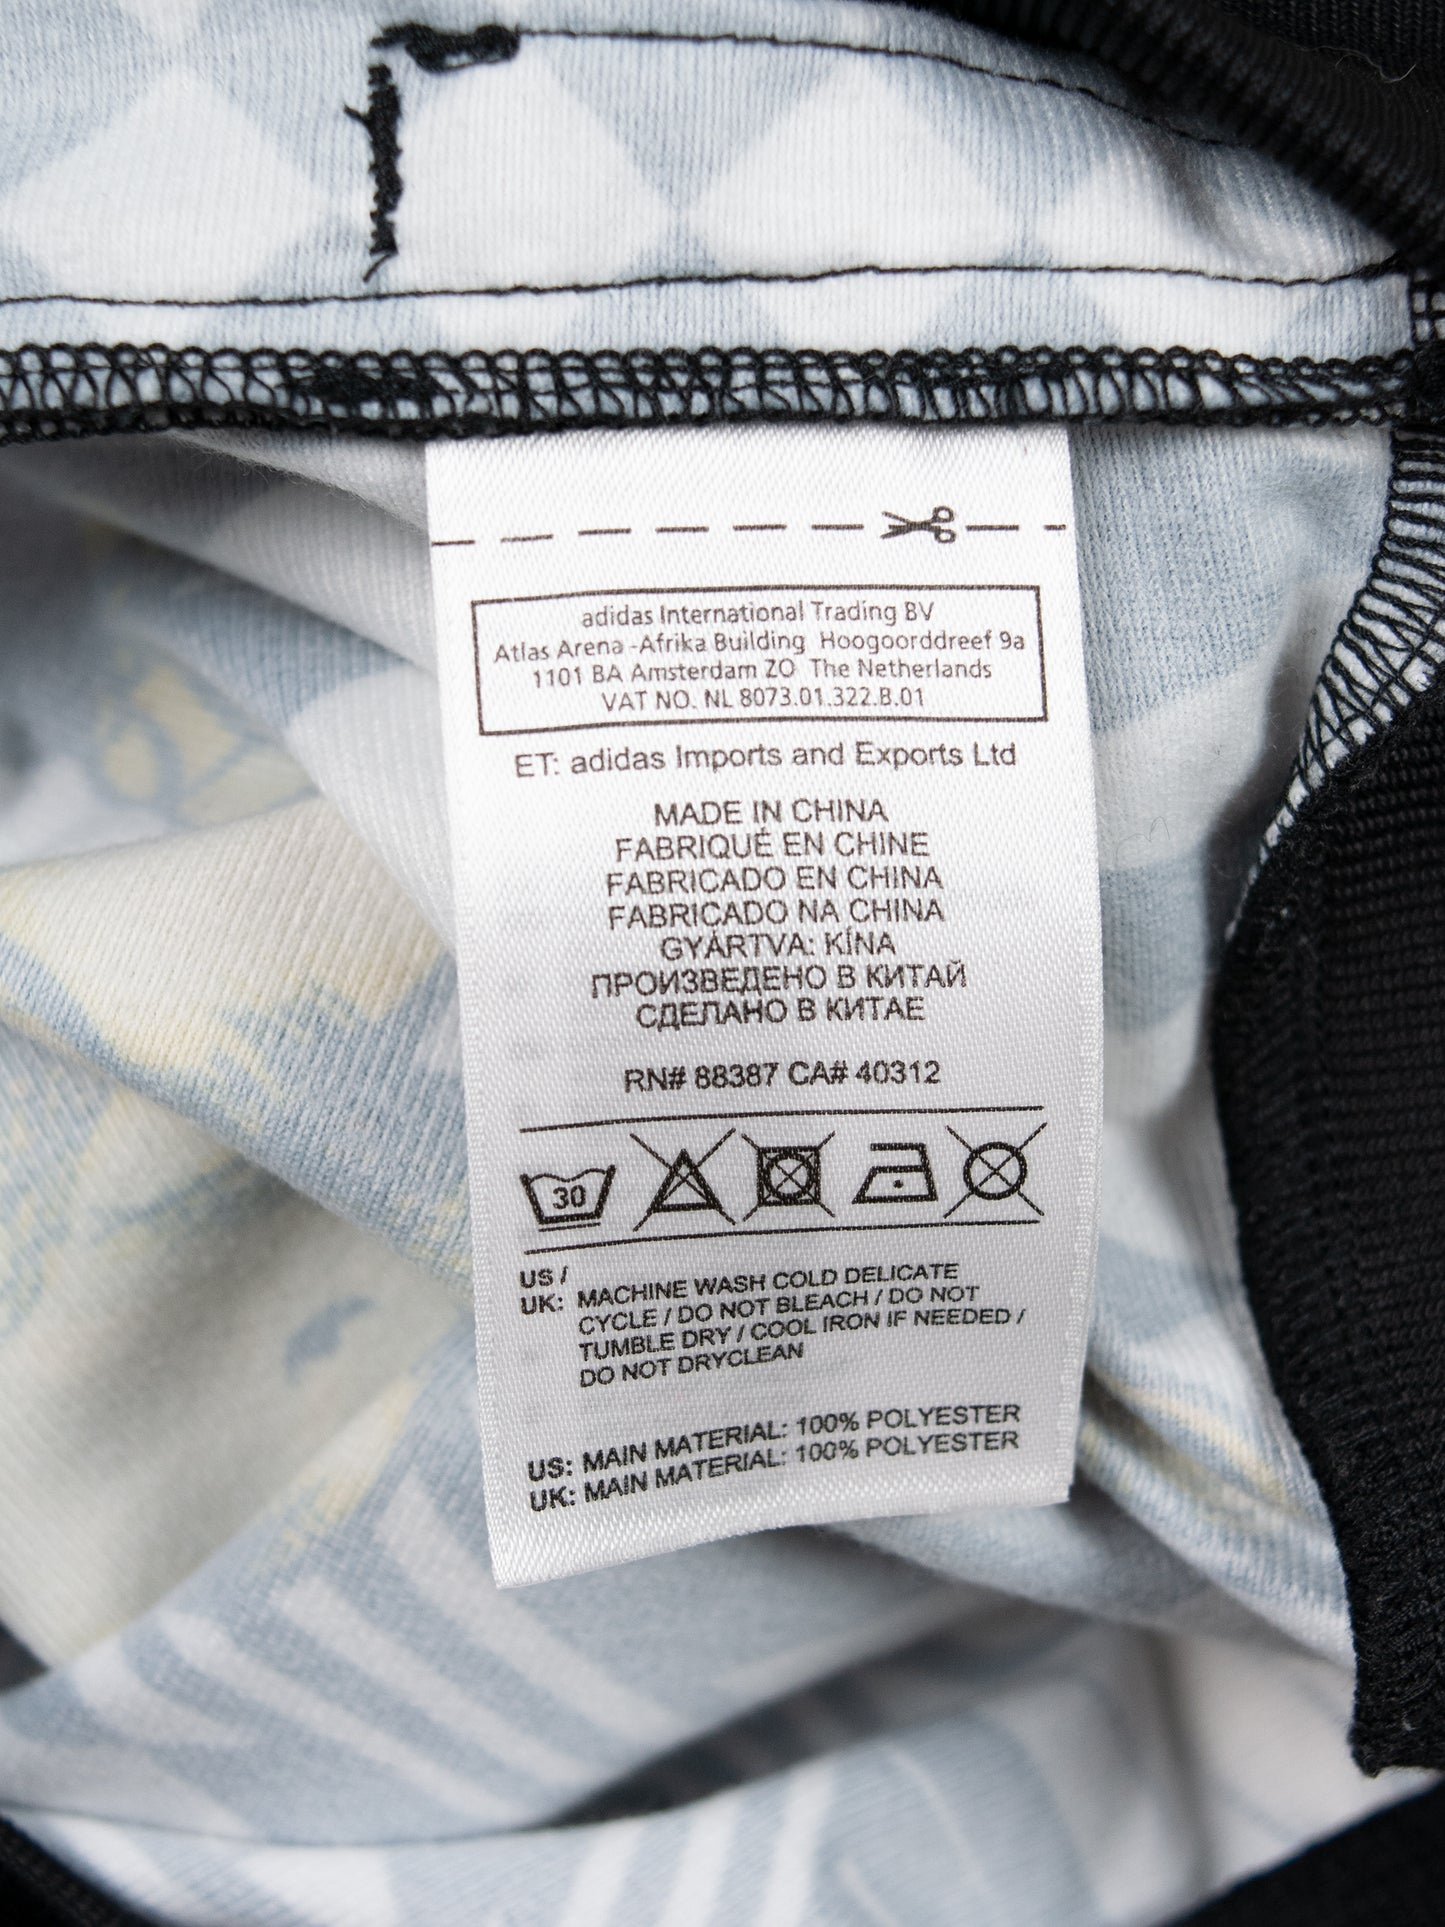 adidas International Trading BV
Atlas Arena -Afrika Building Hoogoorddreef 9a
1101 BA Amsterdam ZO The Netherlands
VAT NO. NL 8073.01.322.B.01
ET: adidas Imports and Exports Ltd
MADE IN CHINA
FABRIQUÉ EN CHINE
FABRICADO EN CHINA
FABRICADO NA CHINA
GYÁRTVA: KÍNA
ПРОИЗВЕДЕНО В КИТАЙ
СДЕЛАНО В КИТАЕ
RN# 88387 CA# 40312
30
US /
UK: MACHINE WASH COLD DELICATE
CYCLE / DO NOT BLEACH / DO NOT
TUMBLE DRY / COOL IRON IF NEEDED /
DO NOT DRYCLEAN
US: MAIN MATERIAL: 100% POLYESTER
UK: MAIN MATERIAL: 100% POLYESTER